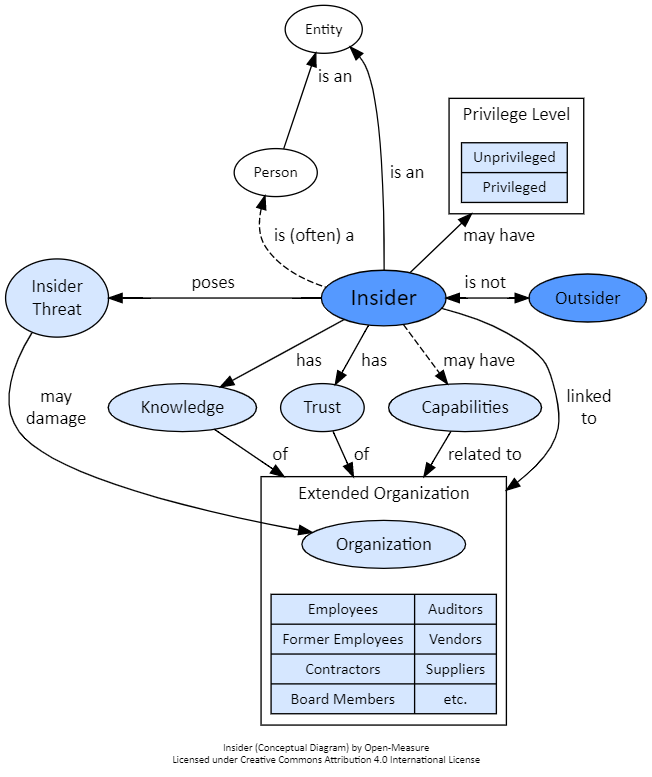 Entity
is an
Privilege Level
Unprivileged
Privileged
Person
is an
is (often) a
may have
Insider
Threat
poses
Insider
is not
Outsider
has
has
may have
may
damage
Knowledge
Trust
Capabilities
linked
to
of
of
related to
Extended Organization
Organization
Employees
Auditors
Former Employees
Vendors
Contractors
Suppliers
Board Members
etc.
Insider (Conceptual Diagram) by Open-Measure
Licensed under Creative Commons Attribution 4.0 International License